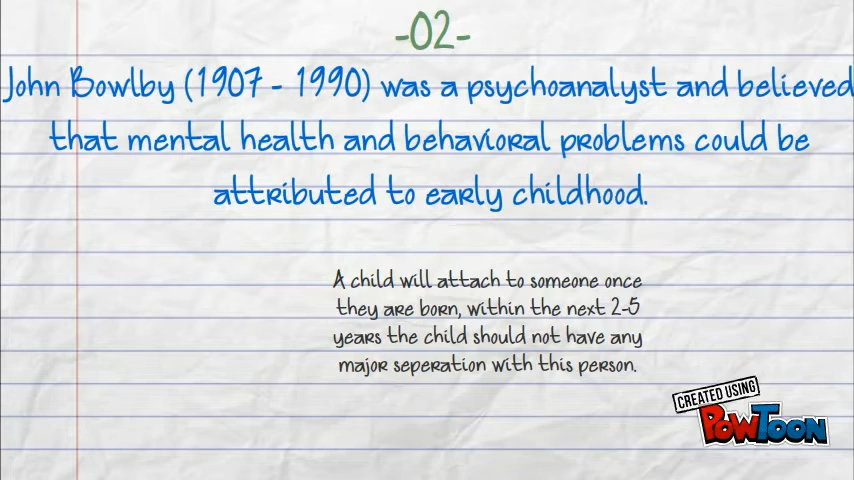 -02-
John Bowlby (1907 - 1990) was a psychoanalyst and believed
that mental health and behavioral problems could be
attributed to early childhood.
A child will attach to someone once
they are born, within the next 2-5
years the child should not have any
major seperation with this person.
CREATED USING
POWTOON